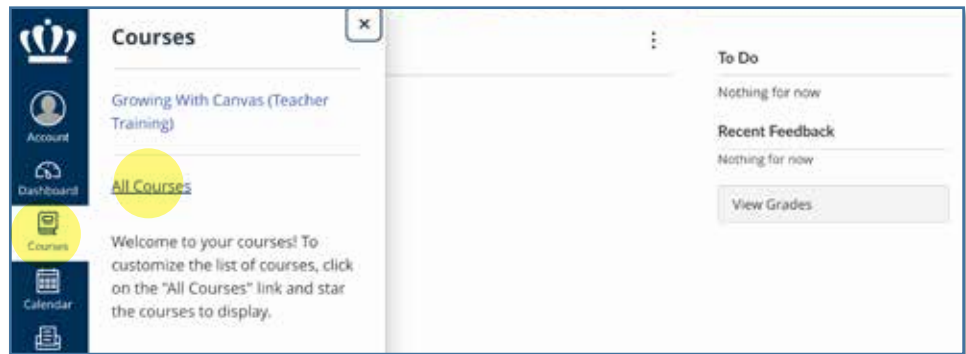 Account
Dashboard
Courses
Calendar
Courses
×
Growing With Canvas (Teacher
Training)
All Courses
Welcome to your courses! To
customize the list of courses, click
on the "All Courses" link and star
the courses to display.
To Do
Nothing for now
Recent Feedback
Nothing for now
View Grades